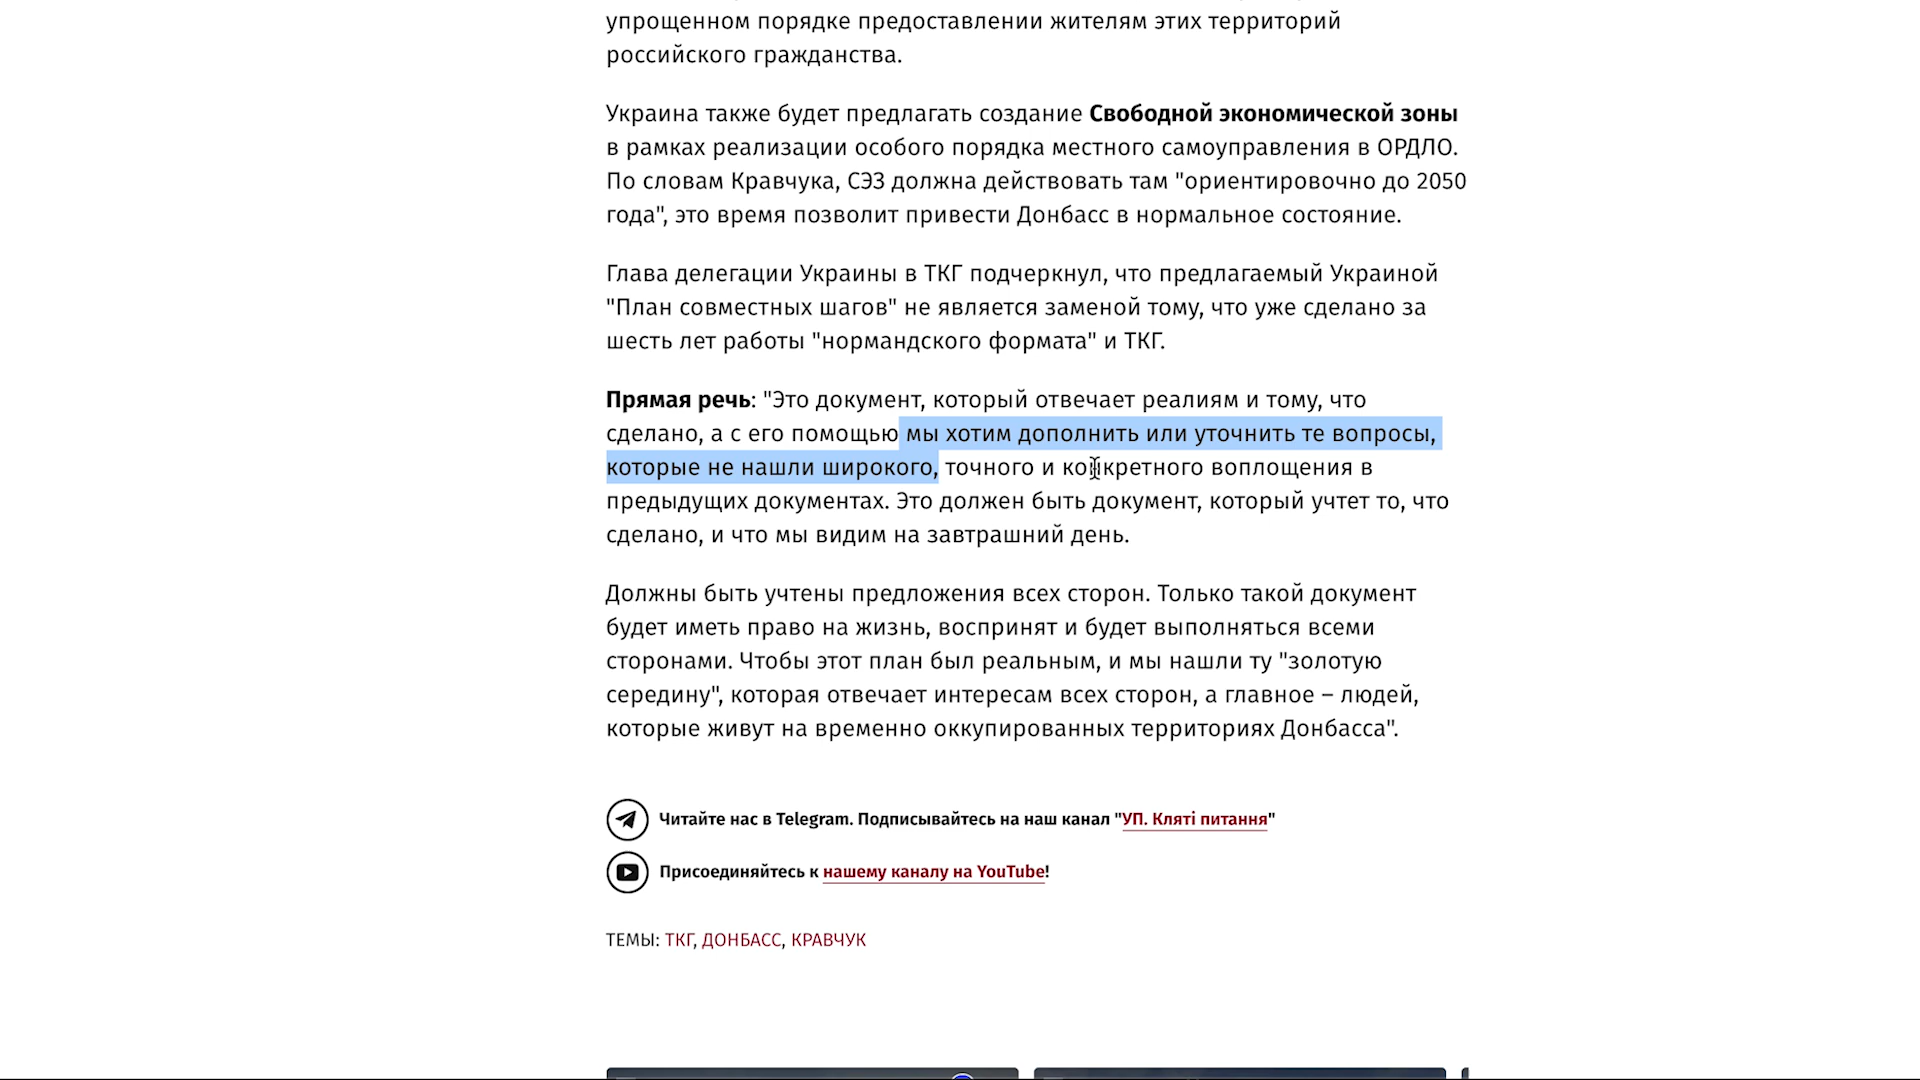 упрощенном порядке предоставлении жителям этих территорий
российского гражданства.
Украина также будет предлагать создание Свободной экономической зоны
в рамках реализации особого порядка местного самоуправления в ОРДЛО.
По словам Кравчука, СЭЗ должна действовать там "ориентировочно до 2050
года", это время позволит привести Донбасс в нормальное состояние.
Глава делегации Украины в ТКГ подчеркнул, что предлагаемый Украиной
"План совместных шагов" не является заменой тому, что уже сделано за
шесть лет работы "нормандского формата" и ТКГ.
Прямая речь: "Это документ, который отвечает реалиям и тому, что
сделано, а с его помощью мы хотим дополнить или уточнить те вопросы,
которые не нашли широкого, точного и конкретного воплощения в
предыдущих документах. Это должен быть документ, который учтет то, что
сделано, и что мы видим на завтрашний день.
Должны быть учтены предложения всех сторон. Только такой документ
будет иметь право на жизнь, воспринят и будет выполняться всеми
сторонами. Чтобы этот план был реальным, и мы нашли ту "золотую
середину", которая отвечает интересам всех сторон, а главное – людей,
которые живут на временно оккупированных территориях Донбасса".
Читайте нас в Telegram. Подписывайтесь на наш канал "УП. Кляті питання"
Присоединяйтесь к нашему каналу на YouTube!
ТЕМЫ: ТКГ, ДОНБАСС, КРАВЧУК